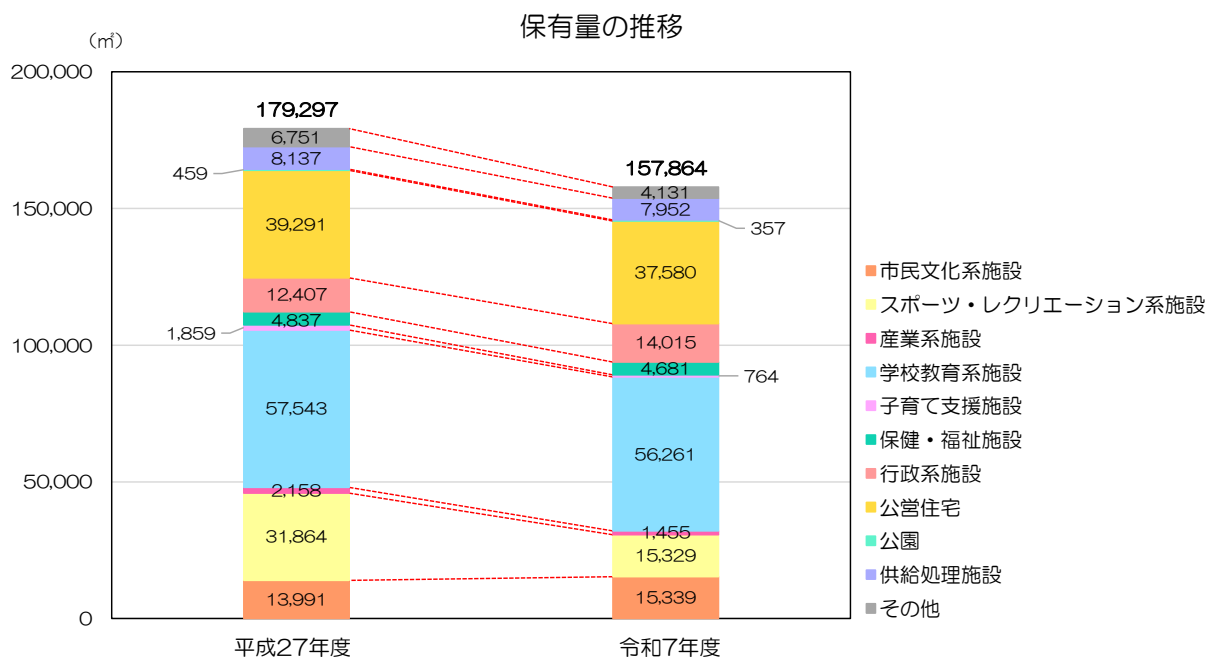 保有量の推移
(㎡)
200,000
150,000
100,000
50,000
0
179,297
6,751
8,137
459
39,291
12,407
4,837
1,859
57,543
2,158
31,864
13,991
157,864
4,131
7,952
357
37,580
14,015
4,681
764
56,261
1,455
15,329
15,339
平成27年度
令和7年度
市民文化系施設
スポーツ・レクリエーション系施設
産業系施設
学校教育系施設
子育て支援施設
保健・福祉施設
行政系施設
公営住宅
公園
供給処理施設
その他